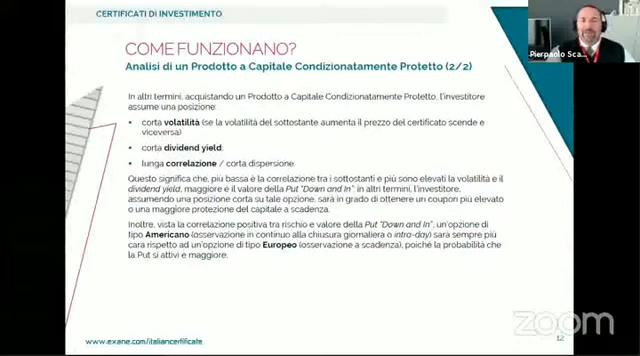 CERTIFICATI DI INVESTIMENTO
COME FUNZIONANO?
Analisi di un Prodotto a Capitale Condizionatamente Protetto (2/2)
In altri termini, acquistando un Prodotto a Capitale Condizionatamente Protetto, l'investitore
assume una posizione:
corta volatilità (se la volatilità del sottostante aumenta il prezzo del certificato scende e
viceversa)
corta dividend yield;
lunga correlazione / corta dispersione.
Questo significa che, più bassa è la correlazione tra i sottostanti e più sono elevati la volatilità e il
dividend yield, maggiore è il valore della Put "Down and In": in altri termini, l'investitore,
assumendo una posizione corta su tale opzione, sarà in grado di ottenere un coupon più elevato
o una maggiore protezione del capitale a scadenza.
Inoltre, vista la correlazione positiva tra rischio e valore della Put "Down and In", un'opzione di
tipo Americano (osservazione in continuo alla chiusura giornaliera o intra-day) sarà sempre più
cara rispetto ad un'opzione di tipo Europeo (osservazione a scadenza), poiché la probabilità
che la Put si attivi è maggiore.
www.exane.com/italiancertificate
12
Pierpaolo Sca...
zoom